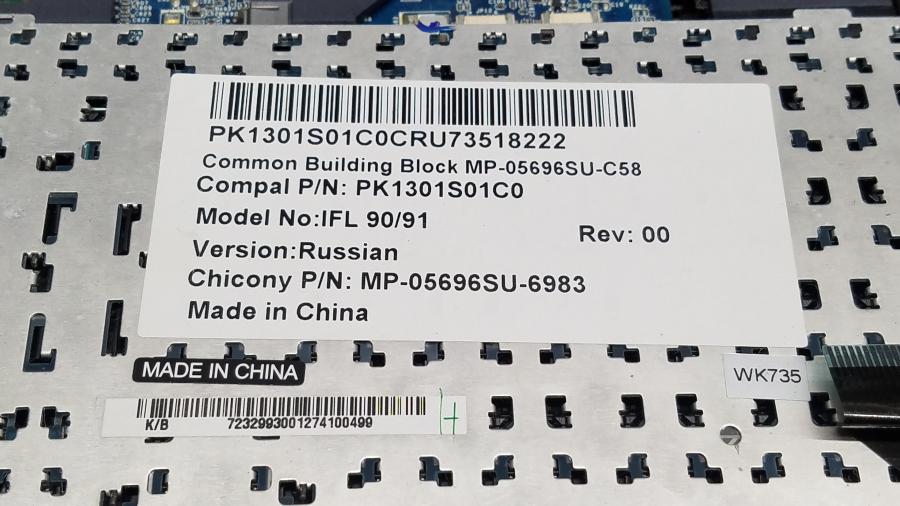 PK1301S01C0CRU73518222
Common Building Block MP-05696SU-C58
Compal P/N: PK1301S01C0
Model No:IFL 90/91
Rev: 00
Version:Russian
Chicony P/N: MP-05696SU-6983
Made in China
MADE IN CHINA
WK735
K/B 7232993001274100499
H